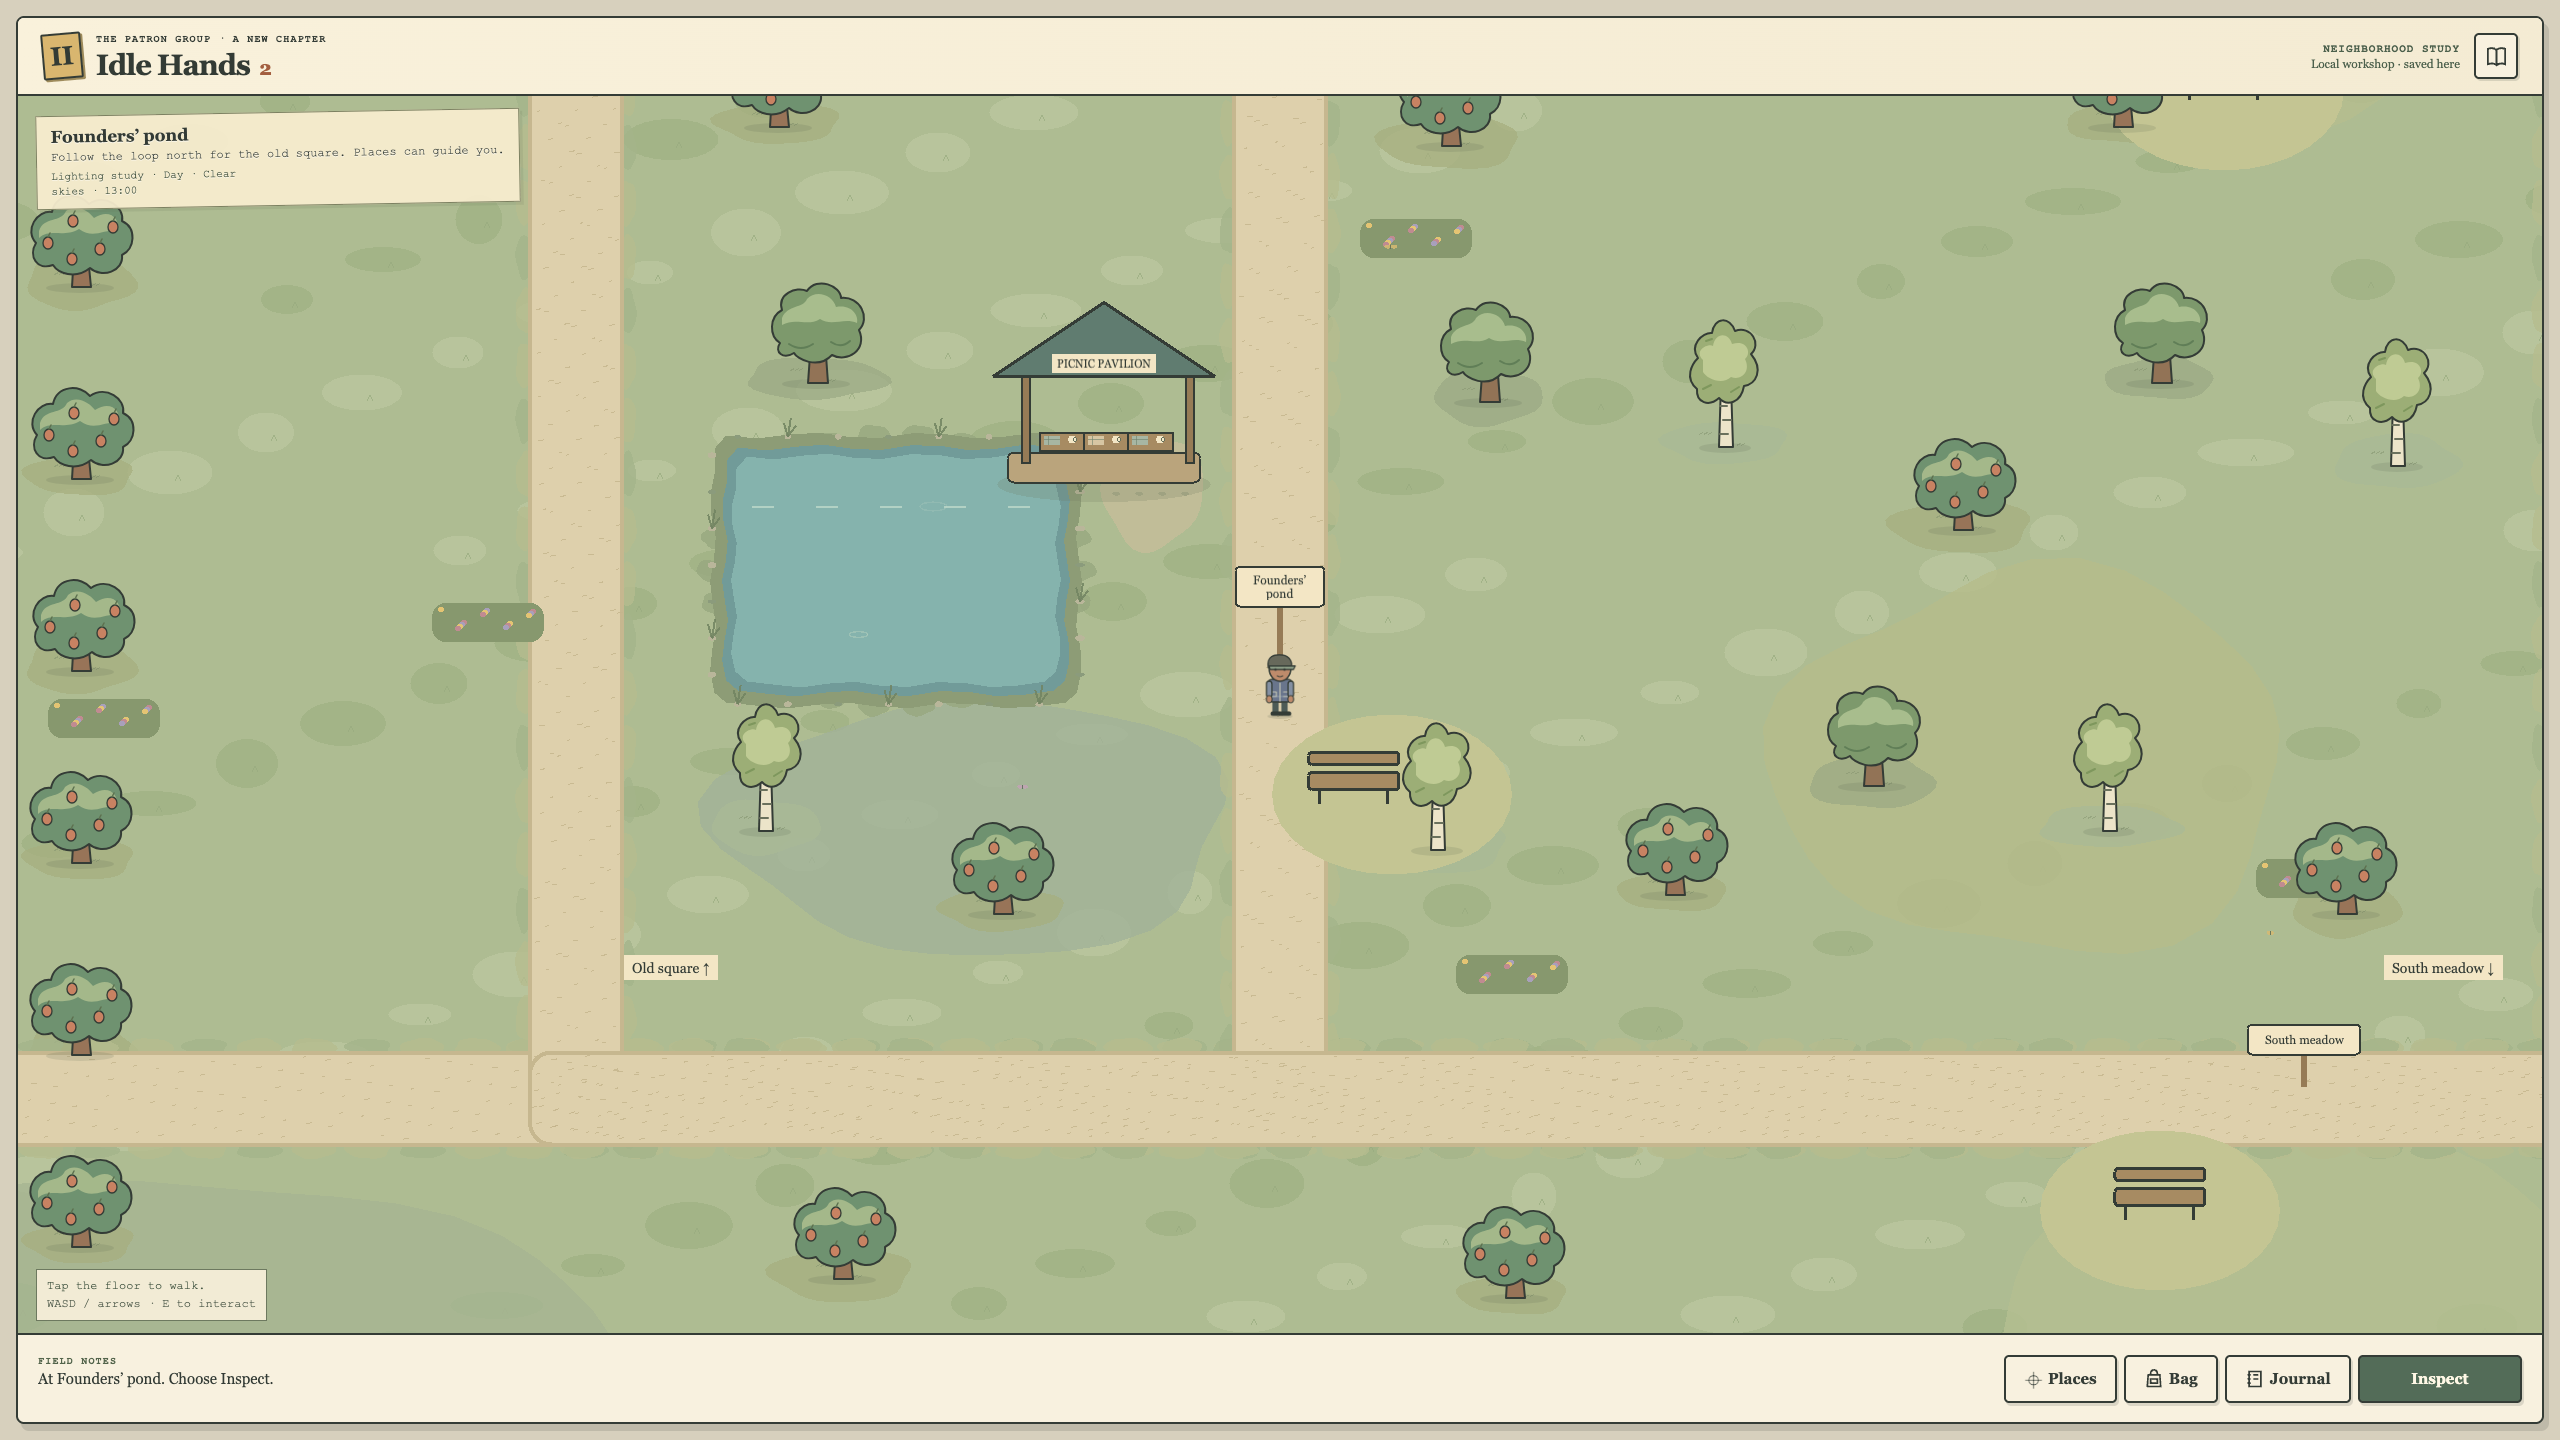 II
THE PATRON GROUP · A NEW CHAPTER
Idle Hands 2
NEIGHBORHOOD STUDY
Local workshop · saved here
Founders’ pond
Follow the loop north for the old square. Places can guide you.
Lighting study · Day · Clear
skies · 13:00
PICNIC PAVILION
Founders’
pond
Old square ↑
South meadow ↓
South meadow
Tap the floor to walk.
WASD / arrows · E to interact
FIELD NOTES
At Founders’ pond. Choose Inspect.
Places
Bag
Journal
Inspect